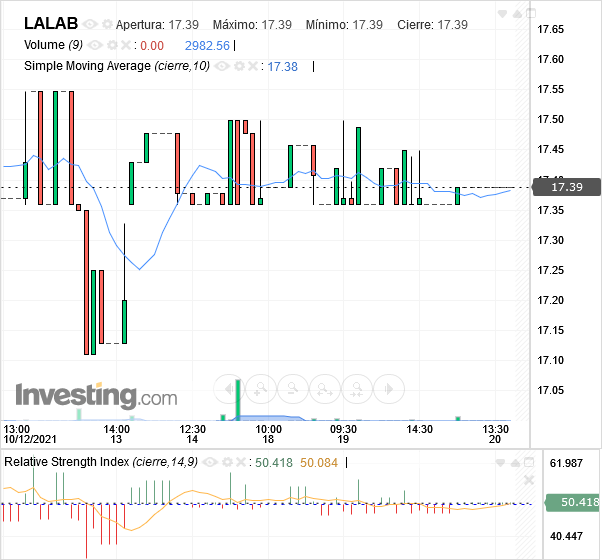 LALAB Apertura: 17.39 Máximo: 17.39 Mínimo: 17.39 Cierre: 17.39
Volume (9) : 0.00 2982.56
Simple Moving Average (cierre,10) : 17.38
17.65
17.60
17.55
17.50
17.45
17.40
17.39
17.35
17.30
17.25
17.20
17.15
17.10
17.05
Investing.com
13:00 14:00 12:30 10:00 09:30 14:30 13:30
10/12/2021 13 14 18 19 20
Relative Strength Index (cierre,14,9) : 50.418 50.084
61.987
50.418
40.447